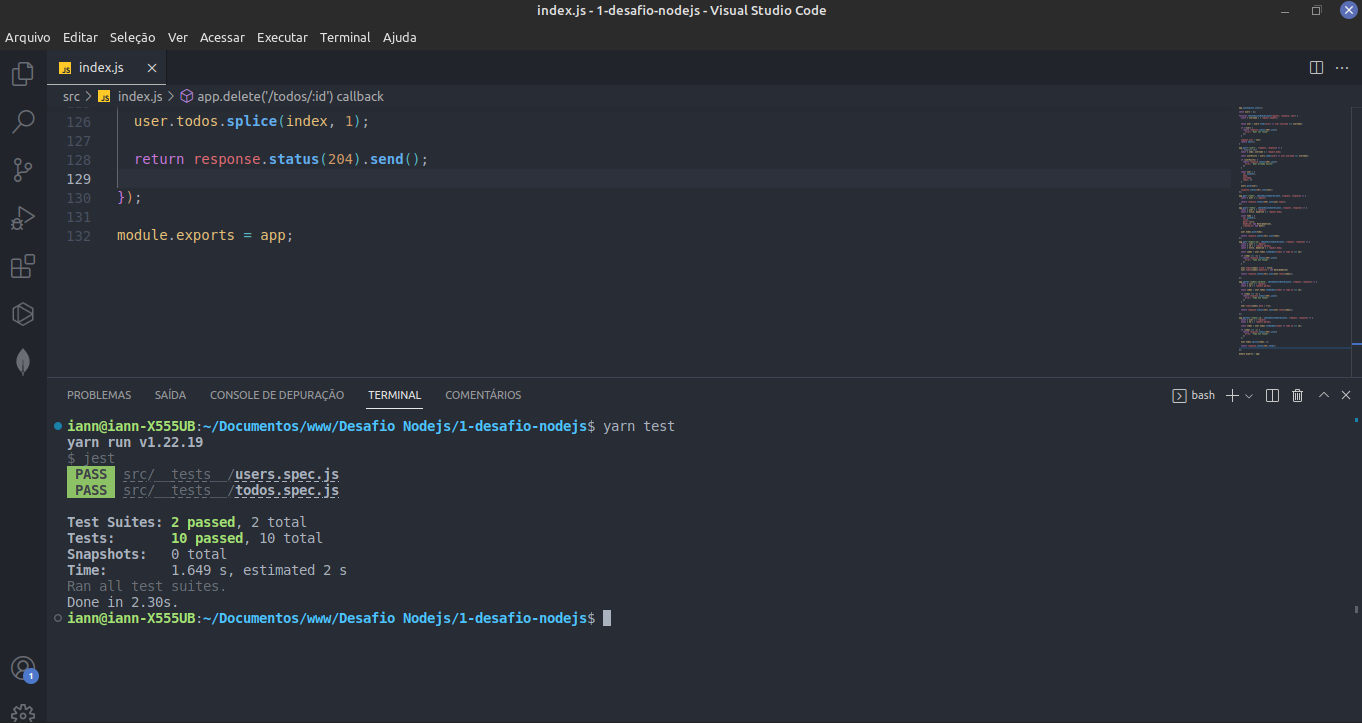 index.js - 1-desafio-nodejs - Visual Studio Code
Arquivo Editar Seleção Ver Acessar Executar Terminal Ajuda
JS index.js
src > JS index.js > app.delete('/todos/:id') callback
126 user.todos.splice(index, 1);
127
128 return response.status(204).send();
129
130 });
131
132 module.exports = app;
PROBLEMAS SAÍDA CONSOLE DE DEPURAÇÃO TERMINAL COMENTÁRIOS bash
iann@iann-X555UB:~/Documentos/www/Desafio Nodejs/1-desafio-nodejs$ yarn test
yarn run v1.22.19
$ jest
PASS src/__tests__/users.spec.js
PASS src/__tests__/todos.spec.js
Test Suites: 2 passed, 2 total
Tests: 10 passed, 10 total
Snapshots: 0 total
Time: 1.649 s, estimated 2 s
Ran all test suites.
Done in 2.30s.
iann@iann-X555UB:~/Documentos/www/Desafio Nodejs/1-desafio-nodejs$
1